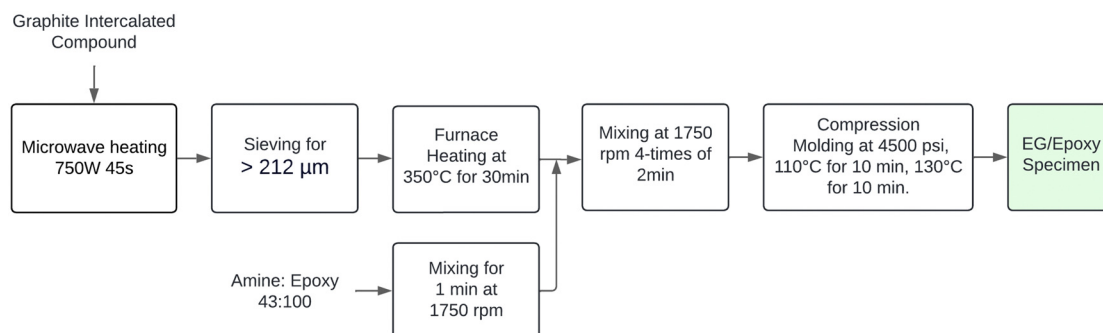 Graphite Intercalated
Compound
Microwave heating
750W 45s
Sieving for
> 212 µm
Furnace
Heating at
350°C for 30min
Mixing at 1750
rpm 4-times of
2min
Compression
Molding at 4500 psi,
110°C for 10 min, 130°C
for 10 min.
EG/Epoxy
Specimen
Amine: Epoxy
43:100
Mixing for
1 min at
1750 rpm